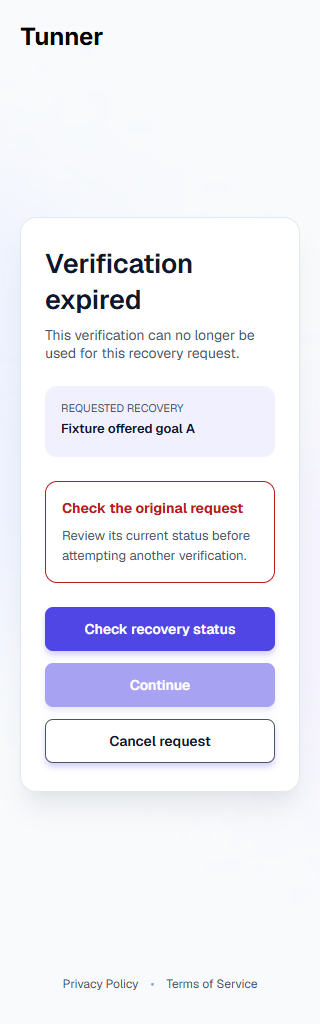 Tunner
Verification
expired
This verification can no longer be
used for this recovery request.
REQUESTED RECOVERY
Fixture offered goal A
Check the original request
Review its current status before
attempting another verification.
Check recovery status
Continue
Cancel request
Privacy Policy • Terms of Service